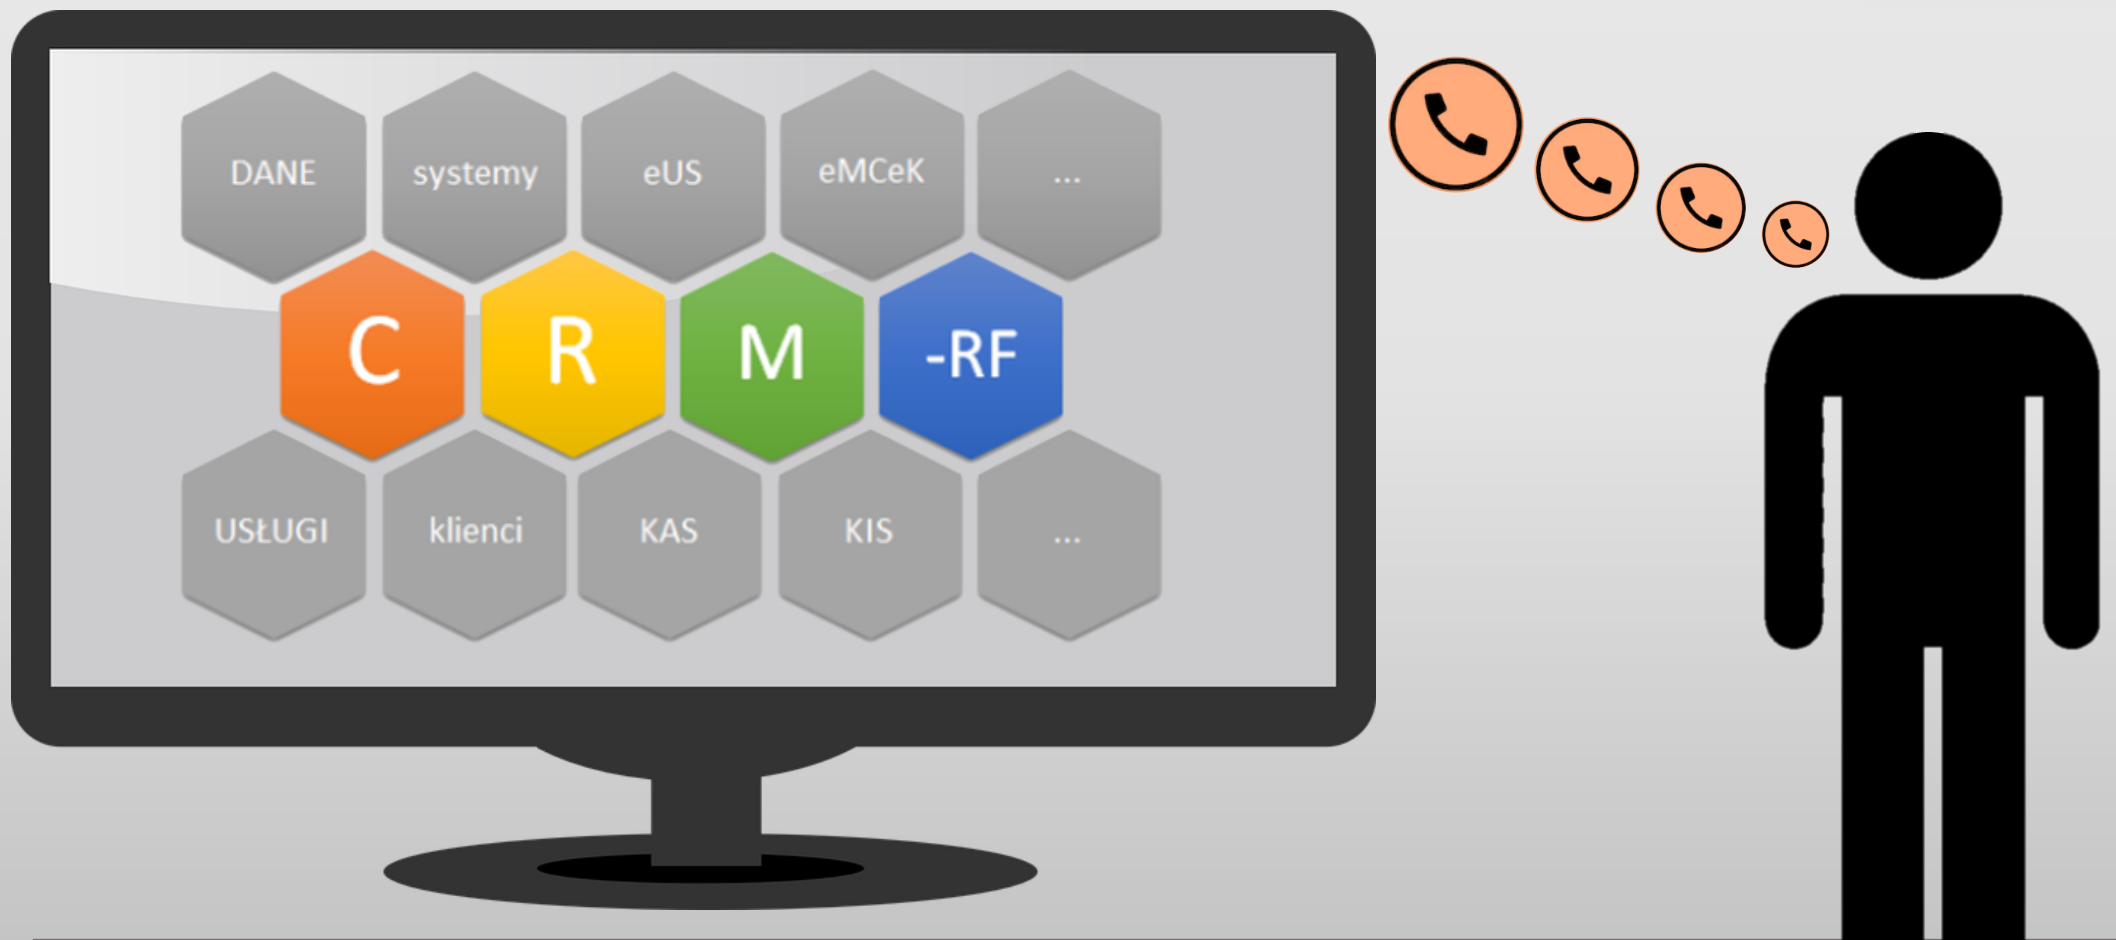 DANE systemy eUS eMCeK ...
C R M -RF
USŁUGI klienci KAS KIS ...